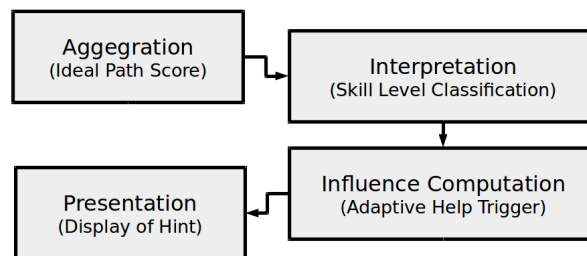 Aggegration
(Ideal Path Score)
Interpretation
(Skill Level Classification)
Influence Computation
(Adaptive Help Trigger)
Presentation
(Display of Hint)